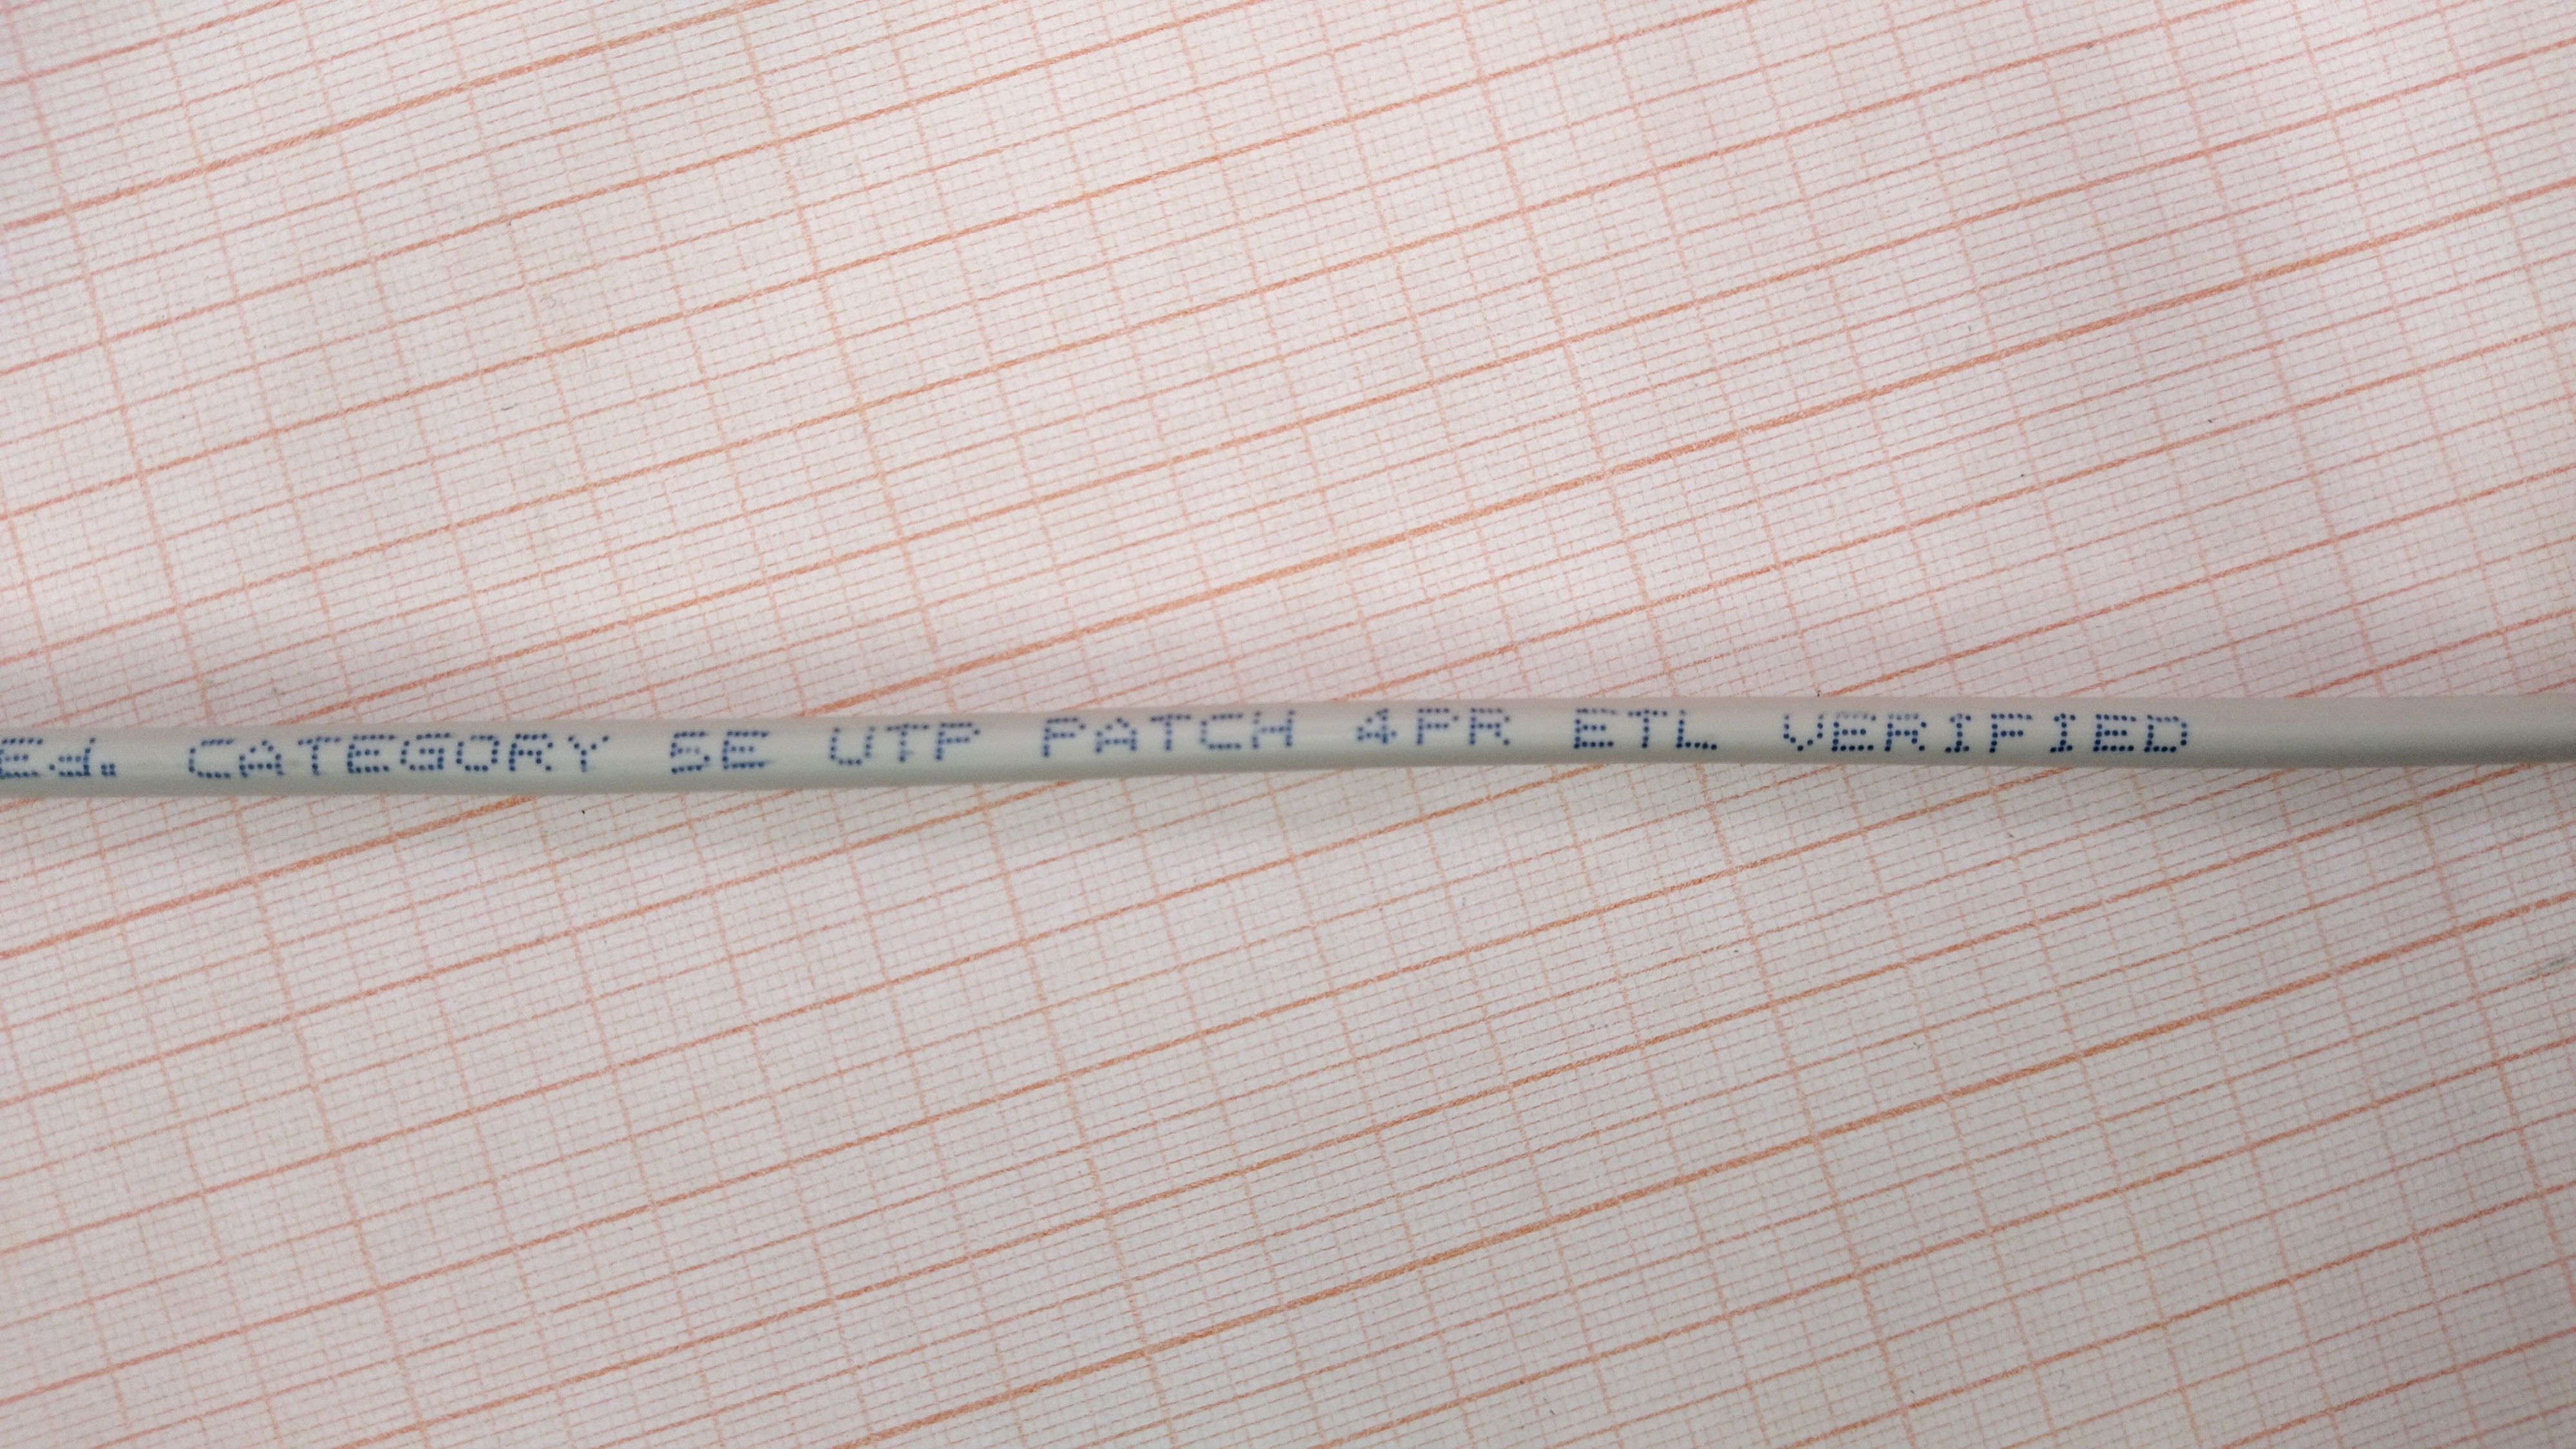 CATEGORY 5E UTP PATCH 4PR ETL VERIFIED